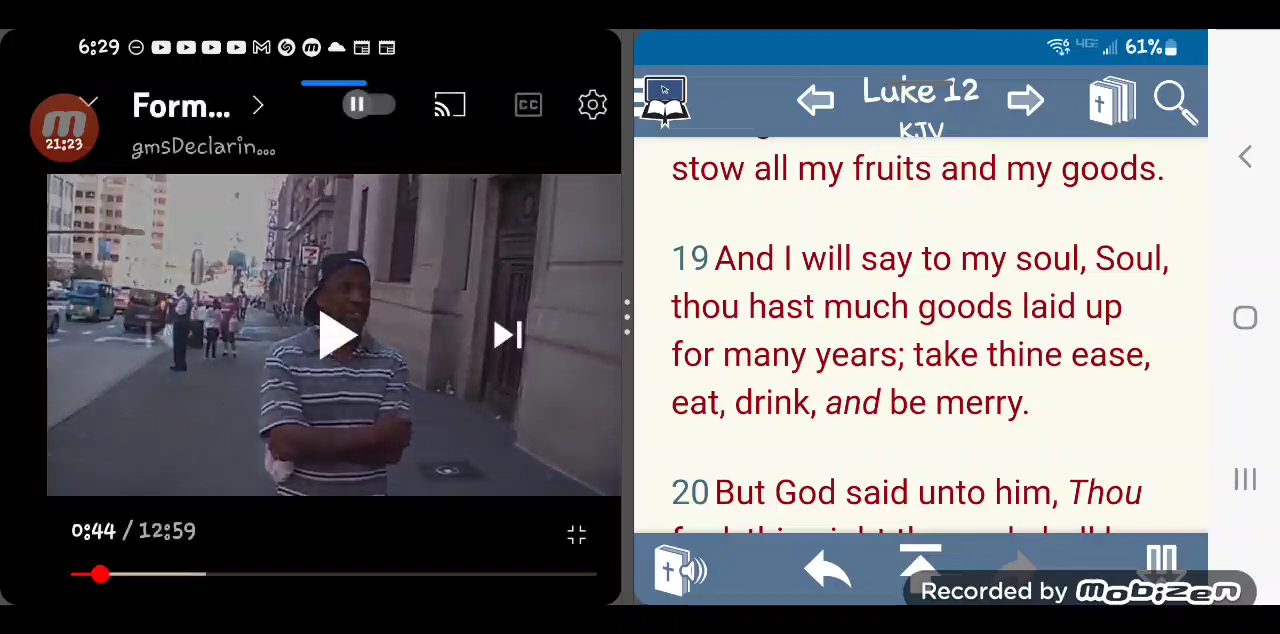 6:29
61%
Form...
gmsDeclarin...
21:23
CC
0:44 / 12:59
Luke 12
KJV
stow all my fruits and my goods.
19 And I will say to my soul, Soul,
thou hast much goods laid up
for many years; take thine ease,
eat, drink, and be merry.
20 But God said unto him, Thou
Recorded by mobizen